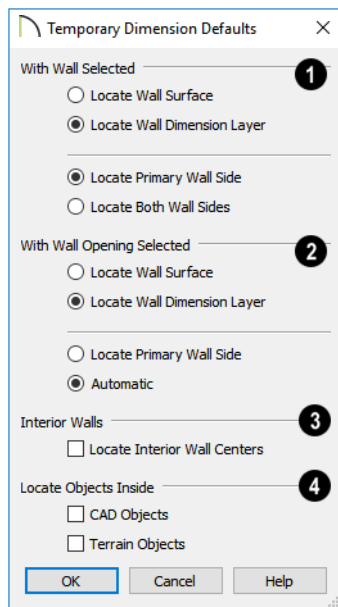 Temporary Dimension Defaults
With Wall Selected 1
Locate Wall Surface
Locate Wall Dimension Layer
Locate Primary Wall Side
Locate Both Wall Sides
With Wall Opening Selected 2
Locate Wall Surface
Locate Wall Dimension Layer
Locate Primary Wall Side
Automatic
Interior Walls 3
Locate Interior Wall Centers
Locate Objects Inside 4
CAD Objects
Terrain Objects
OK Cancel Help